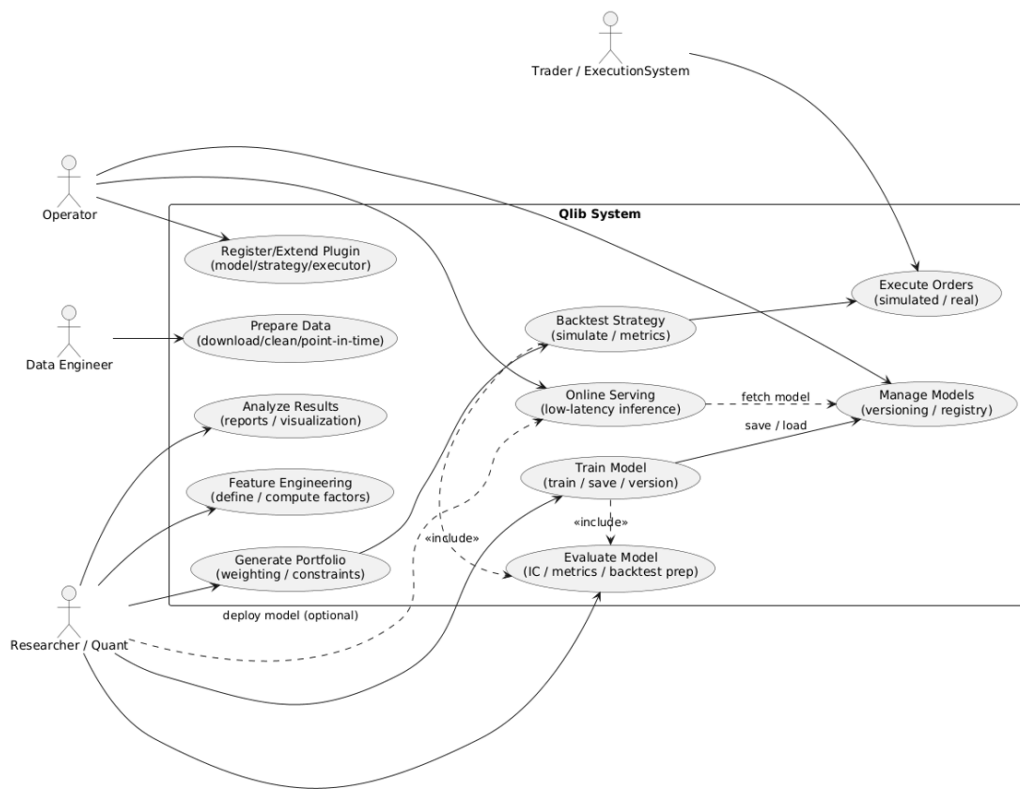 Trader / ExecutionSystem
Operator
Qlib System
Register/Extend Plugin
(model/strategy/executor)
Execute Orders
(simulated / real)
Data Engineer
Prepare Data
(download/clean/point-in-time)
Backtest Strategy
(simulate / metrics)
Analyze Results
(reports / visualization)
Online Serving
(low-latency inference)
fetch model
Manage Models
(versioning / registry)
save / load
Feature Engineering
(define / compute factors)
Train Model
(train / save / version)
«include»
«include»
Generate Portfolio
(weighting / constraints)
Evaluate Model
(IC / metrics / backtest prep)
deploy model (optional)
Researcher / Quant